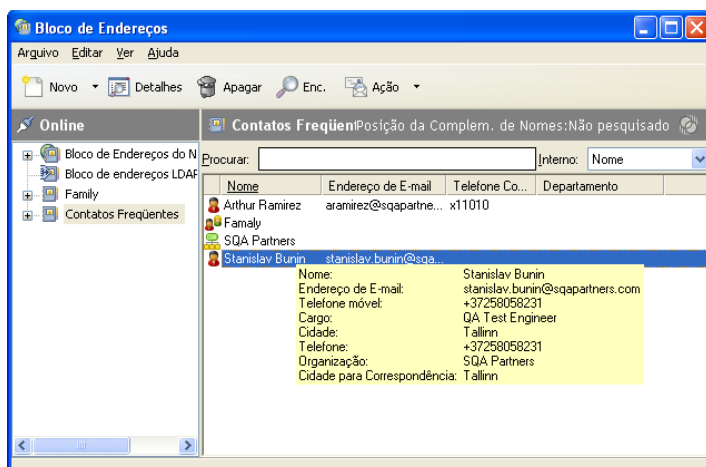 Bloco de Endereços
Arquivo Editar Ver Ajuda
Novo Detalhes Apagar Enc. Ação
Online
Contatos FreqüenPosição da Complem. de Nomes:Não pesquisado
Bloco de Endereços do N
Bloco de endereços LDAP
Family
Contatos Freqüentes
Procurar: Interno: Nome
Nome Endereço de E-mail Telefone Co... Departamento
Arthur Ramirez aramirez@sqapartne... x11010
Famaly
SQA Partners
Stanislav Bunin stanislav.bunin@sqa...
Nome: Stanislav Bunin
Endereço de E-mail: stanislav.bunin@sqapartners.com
Telefone móvel: +37258058231
Cargo: QA Test Engineer
Cidade: Tallinn
Telefone: +37258058231
Organização: SQA Partners
Cidade para Correspondência: Tallinn